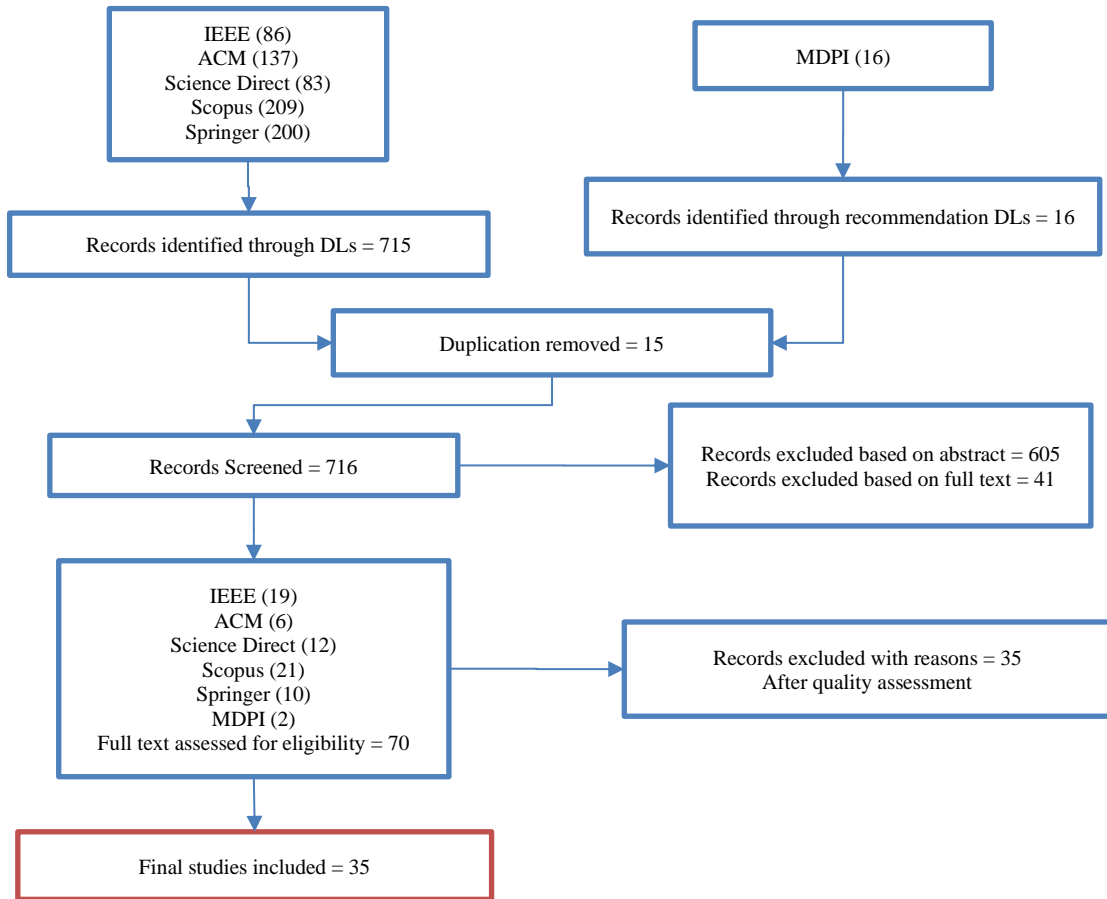 IEEE (86)
ACM (137)
Science Direct (83)
Scopus (209)
Springer (200)
MDPI (16)
Records identified through DLs = 715
Records identified through recommendation DLs = 16
Duplication removed = 15
Records Screened = 716
Records excluded based on abstract = 605
Records excluded based on full text = 41
IEEE (19)
ACM (6)
Science Direct (12)
Scopus (21)
Springer (10)
MDPI (2)
Full text assessed for eligibility = 70
Records excluded with reasons = 35
After quality assessment
Final studies included = 35